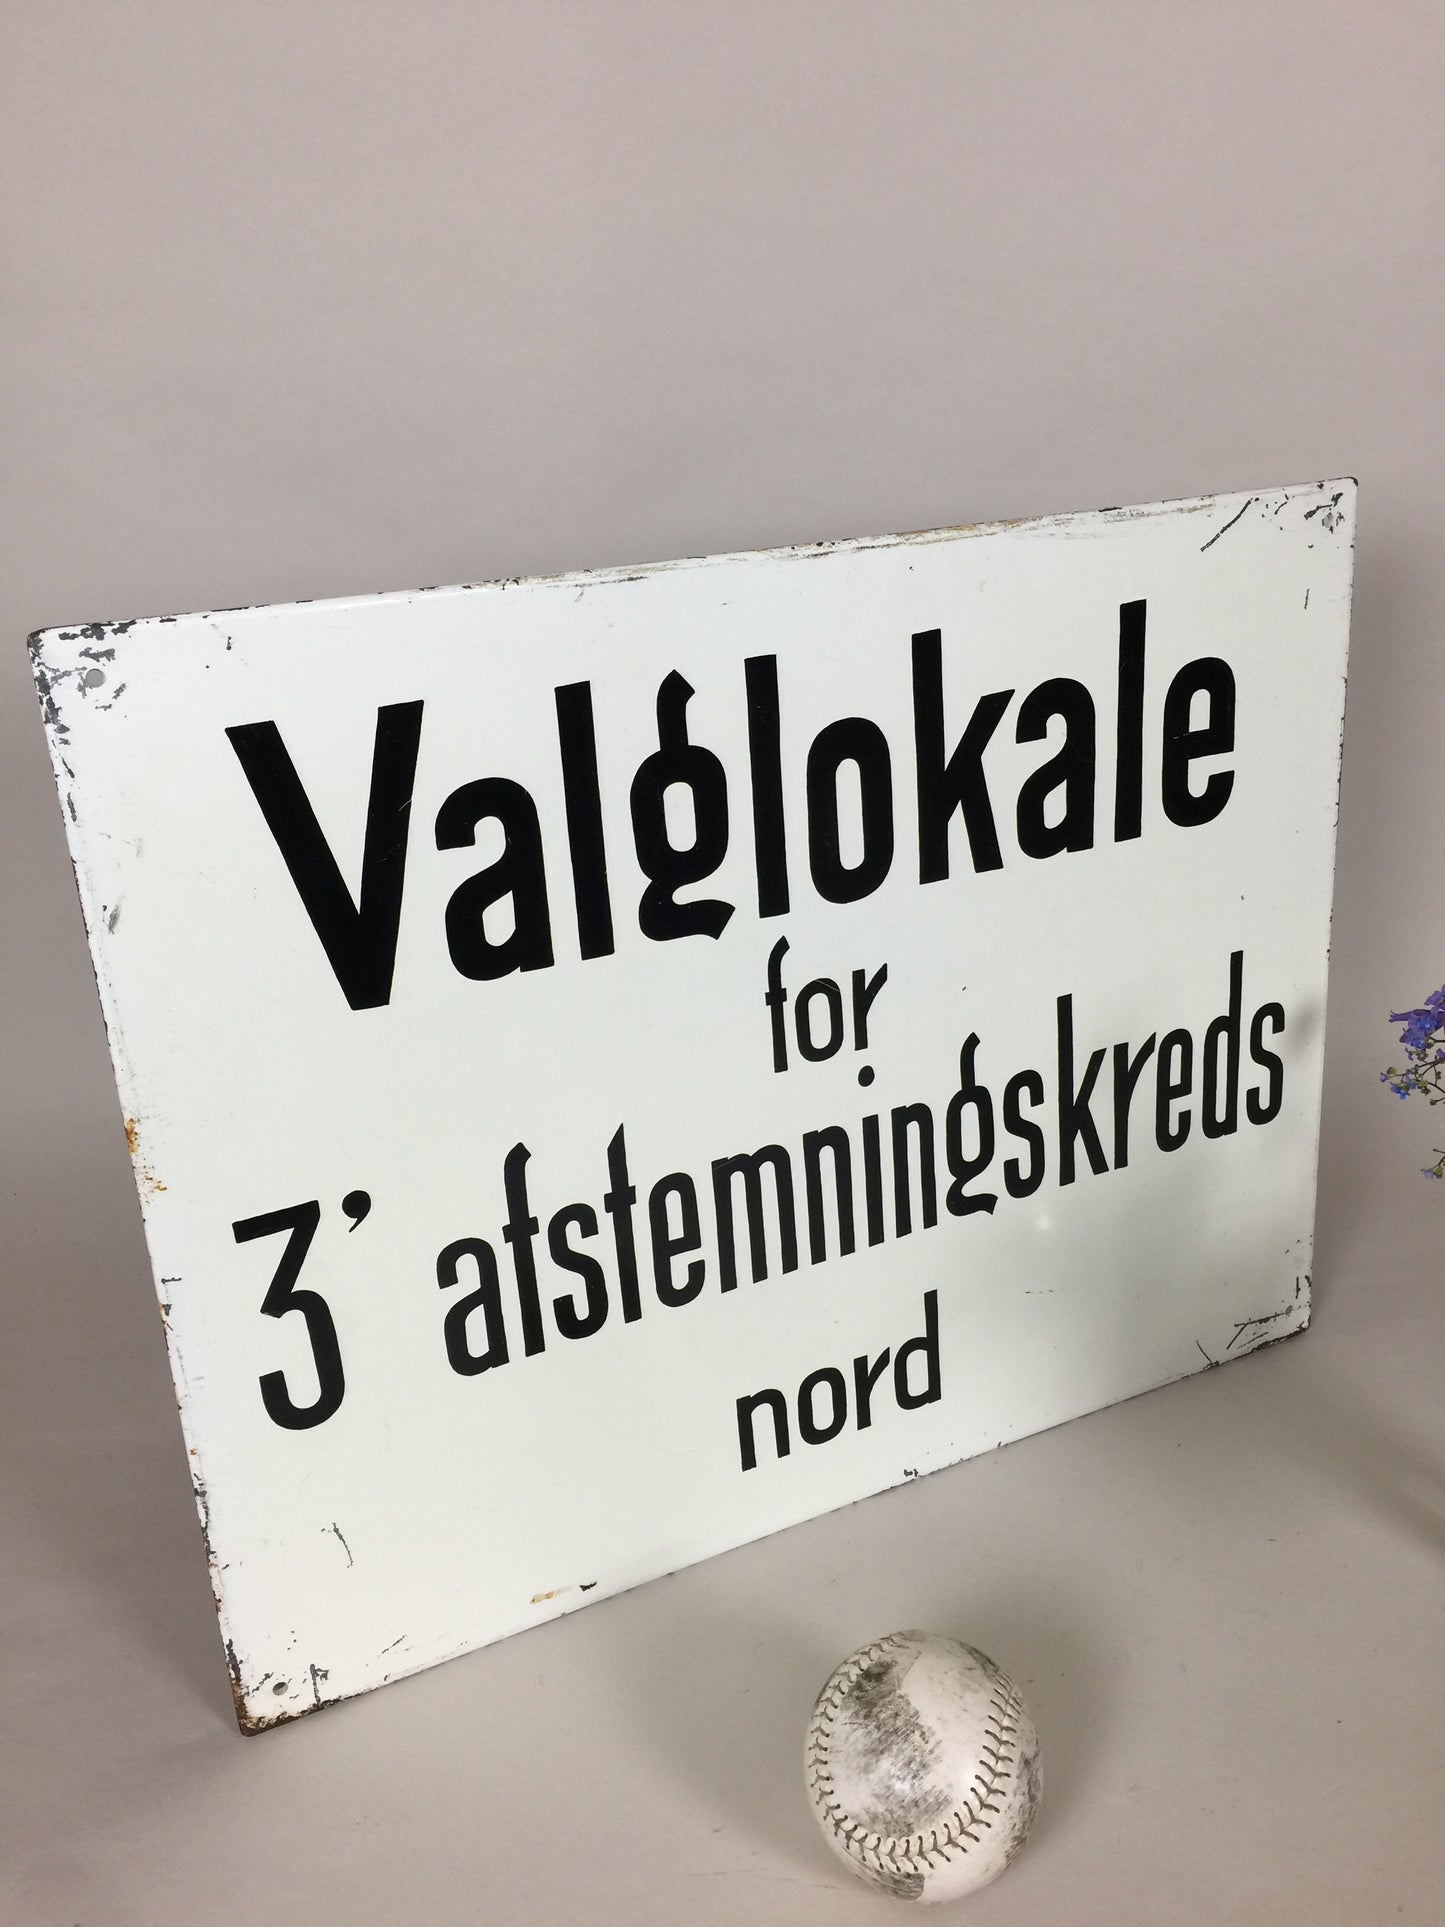 Valglokale
for
3' afstemningskreds
nord